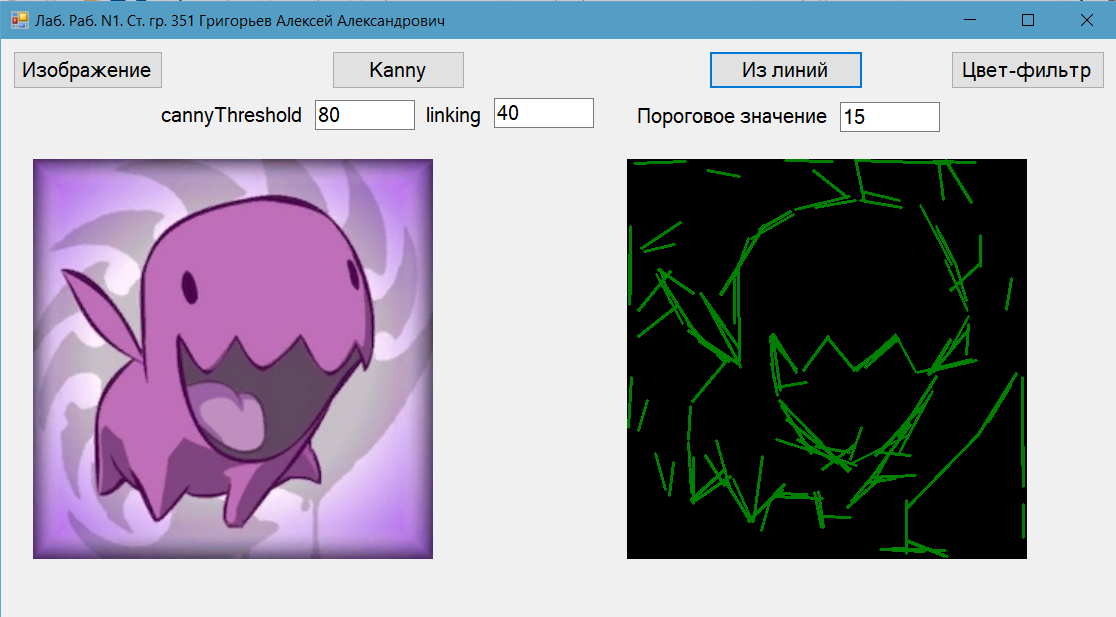 Лаб. Раб. N1. Ст. гр. 351 Григорьев Алексей Александрович
Изображение Kanny Из линий Цвет-фильтр
cannyThreshold 80 linking 40 Пороговое значение 15